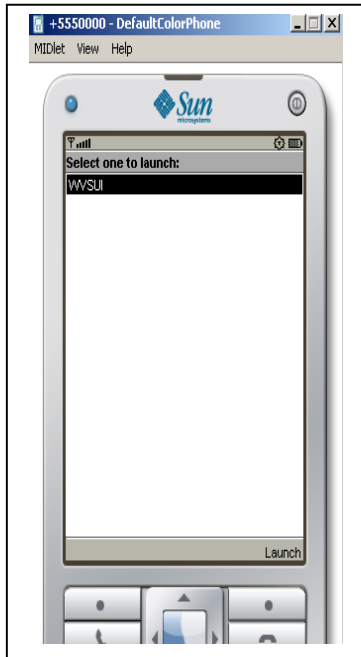 +5550000 - DefaultColorPhone
MIDlet View Help
Sun
microsystems
Select one to launch:
WVSUI
Launch